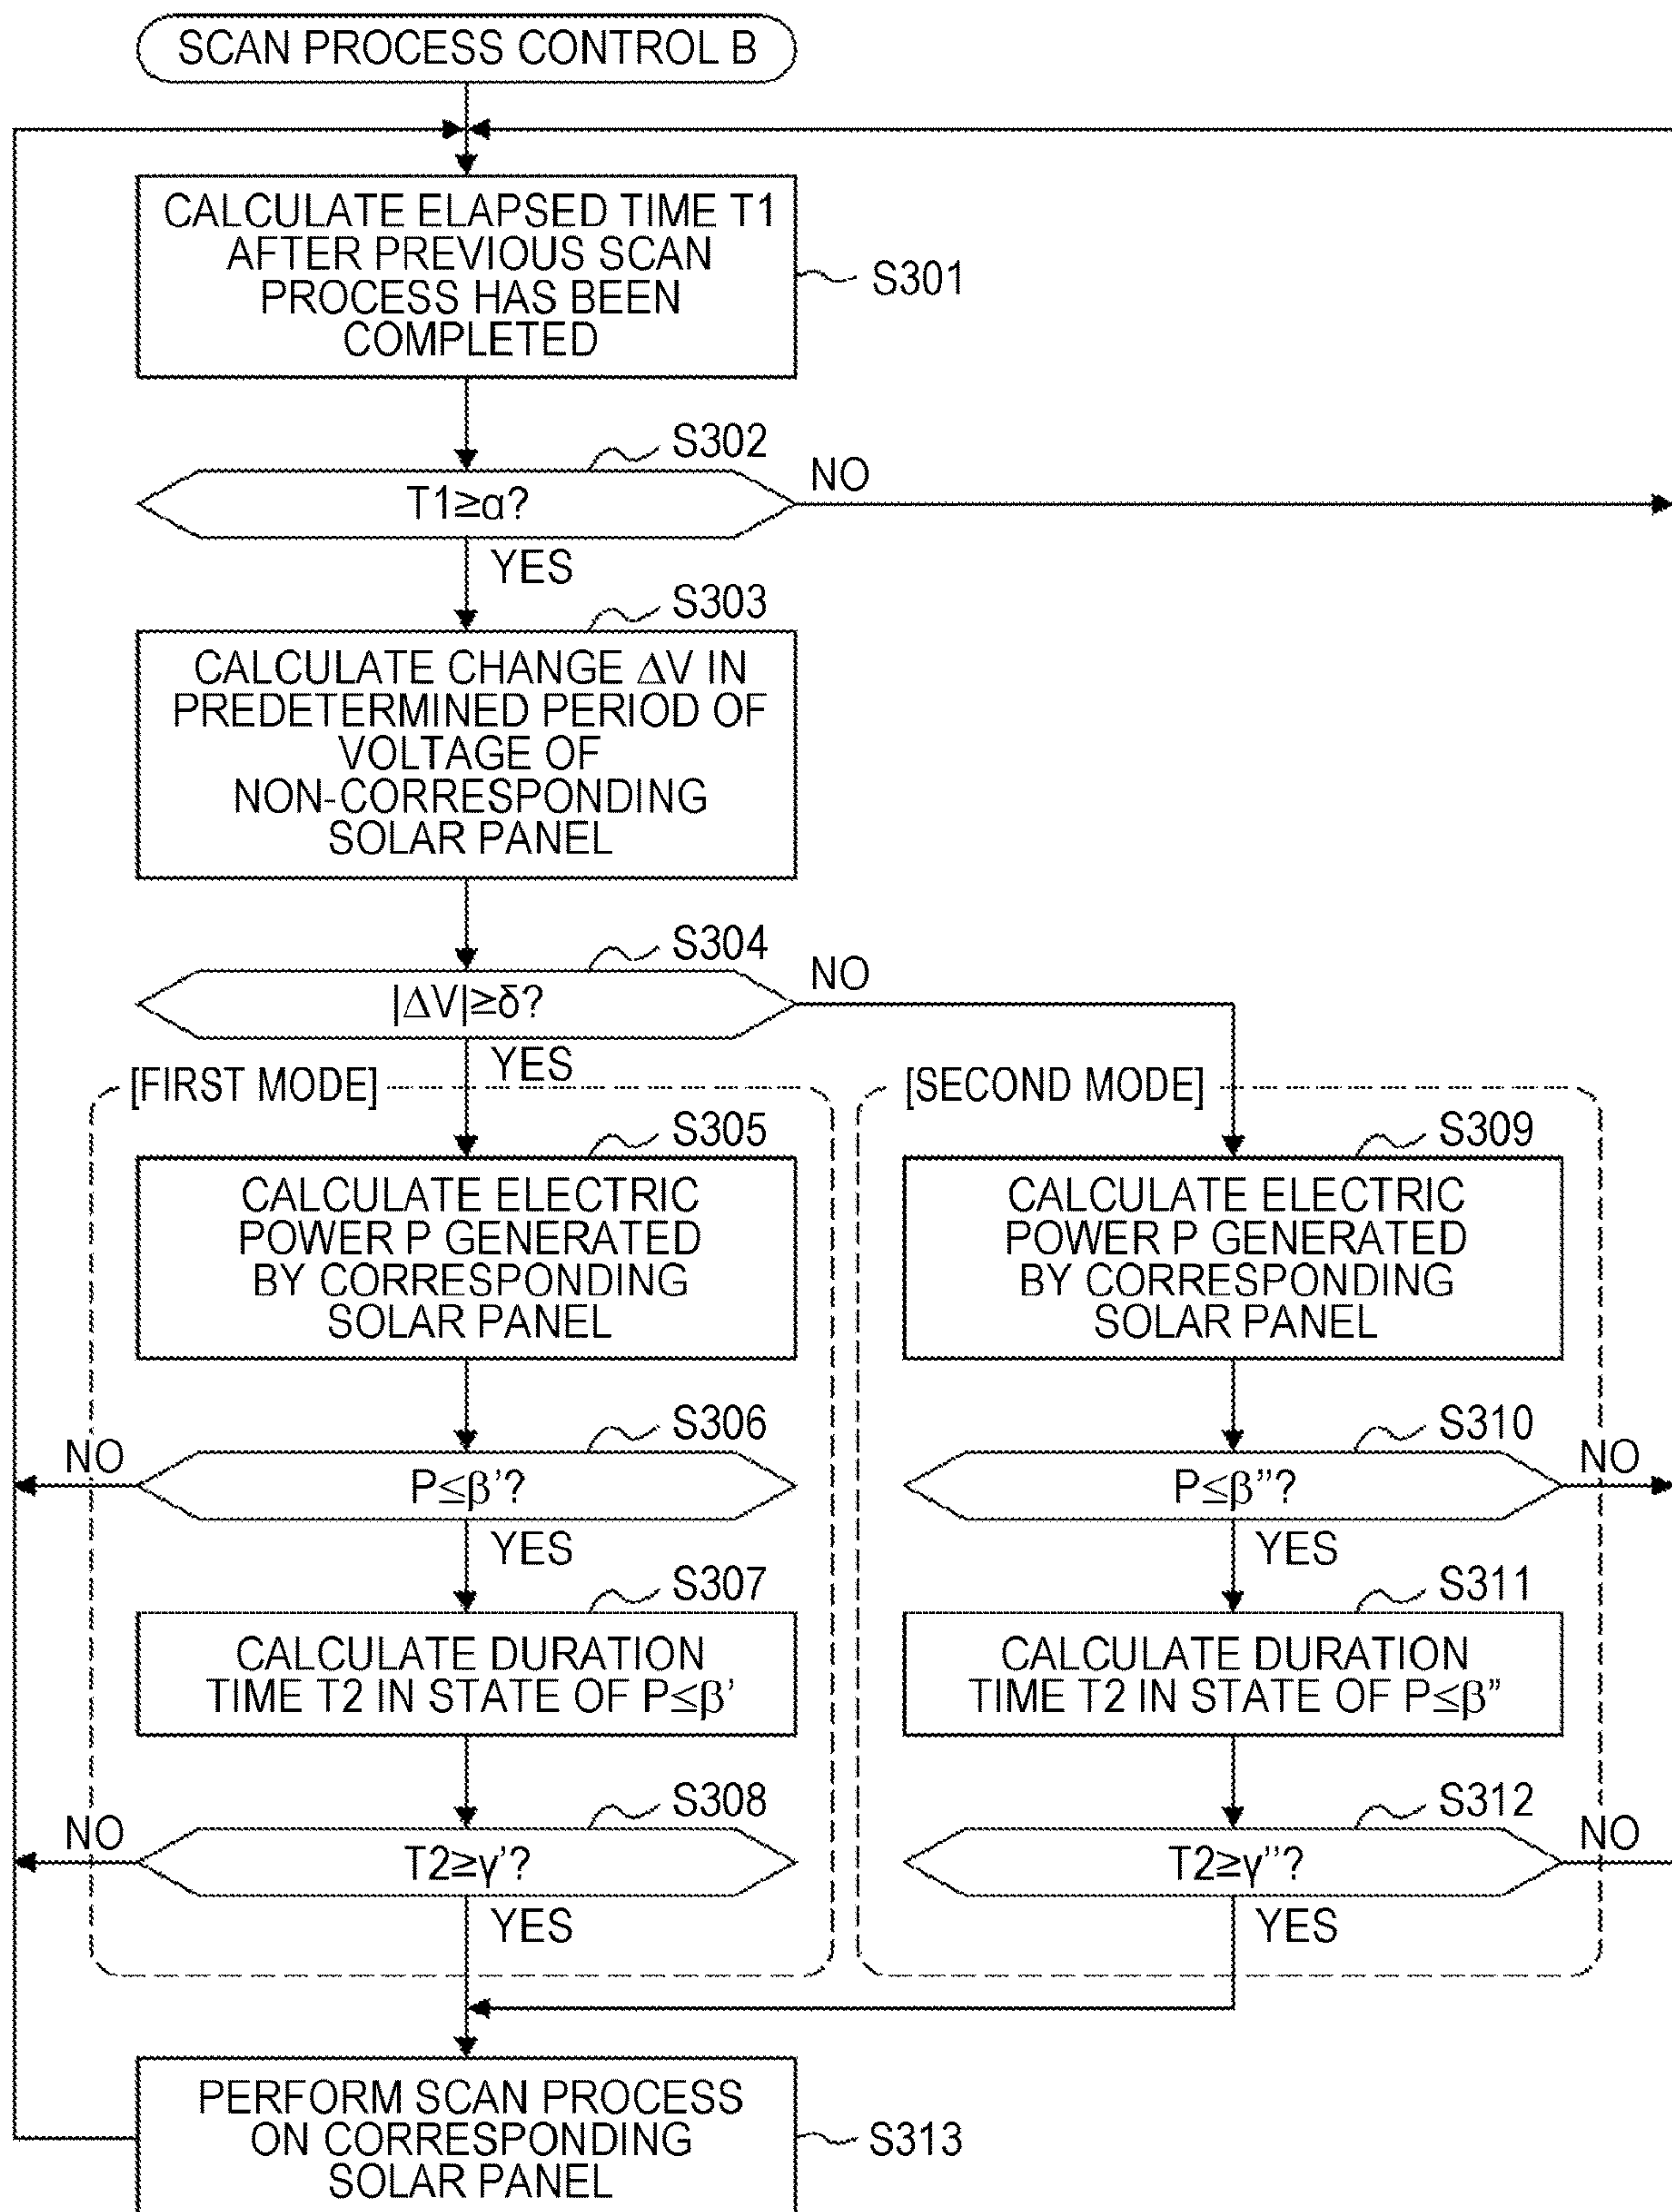 SCAN PROCESS CONTROL B
CALCULATE ELAPSED TIME T1
AFTER PREVIOUS SCAN
PROCESS HAS BEEN
COMPLETED
S301
S302
T1≥α?
NO
YES
S303
CALCULATE CHANGE ΔV IN
PREDETERMINED PERIOD OF
VOLTAGE OF
NON-CORRESPONDING
SOLAR PANEL
S304
|ΔV|≥δ?
NO
YES
[FIRST MODE]
S305
CALCULATE ELECTRIC
POWER P GENERATED
BY CORRESPONDING
SOLAR PANEL
S306
NO
P≤β’?
YES
S307
CALCULATE DURATION
TIME T2 IN STATE OF P≤β’
S308
NO
T2≥γ’?
YES
[SECOND MODE]
S309
CALCULATE ELECTRIC
POWER P GENERATED
BY CORRESPONDING
SOLAR PANEL
S310
P≤β”?
NO
YES
S311
CALCULATE DURATION
TIME T2 IN STATE OF P≤β”
S312
T2≥γ”?
NO
YES
PERFORM SCAN PROCESS
ON CORRESPONDING
SOLAR PANEL
S313